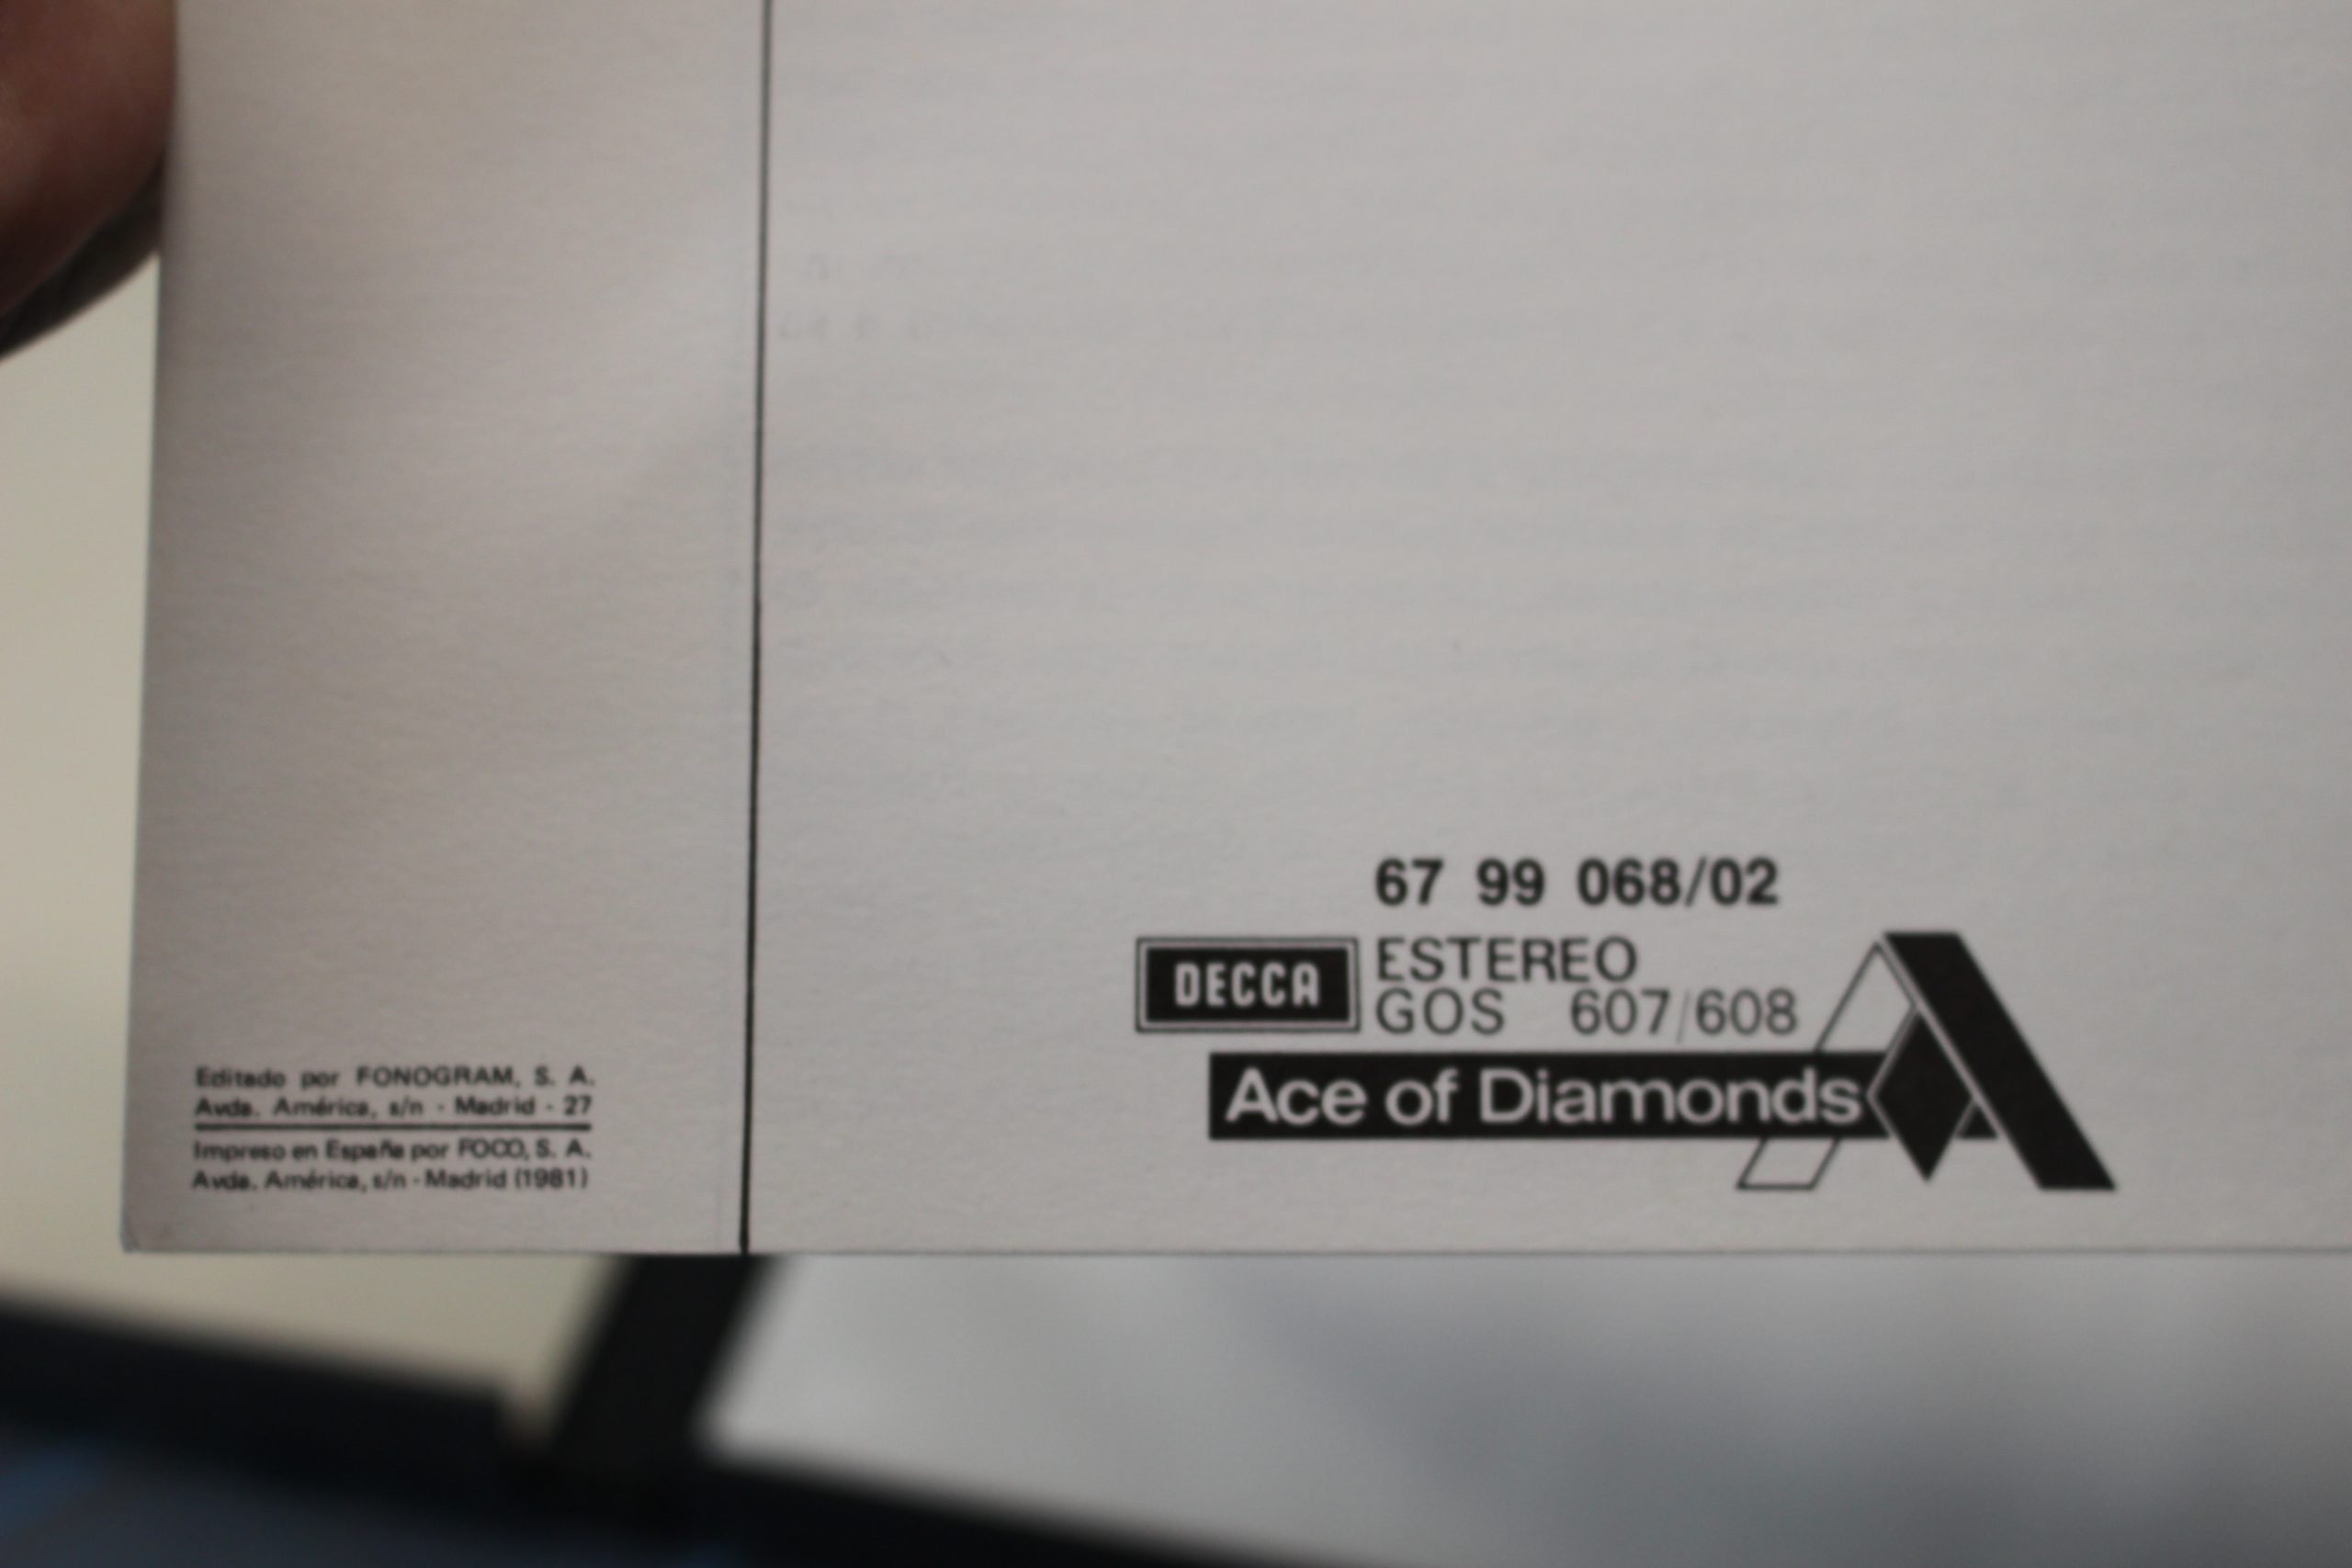 67 99 068/02
DECCA
ESTEREO
GOS 607/608
Ace of Diamonds
Editado por FONOGRAM, S. A.
Avda. América, s/n - Madrid - 27
Impreso en España por FOCO, S. A.
Avda. América, s/n - Madrid (1981)